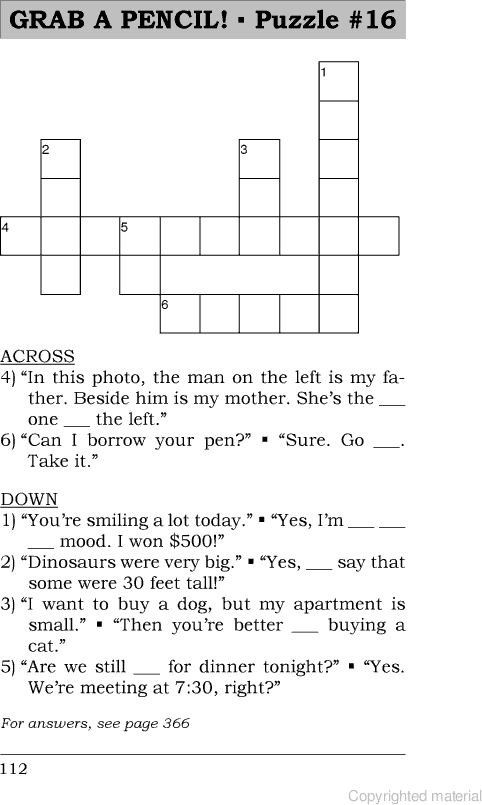 GRAB A PENCIL! ▪ Puzzle #16
1
2
3
4
5
6
ACROSS
4) “In this photo, the man on the left is my fa-
ther. Beside him is my mother. She’s the ___
one ___ the left.”
6) “Can I borrow your pen?” ▪ “Sure. Go ___.
Take it.”
DOWN
1) “You’re smiling a lot today.” ▪ “Yes, I’m ___ ___
___ mood. I won $500!”
2) “Dinosaurs were very big.” ▪ “Yes, ___ say that
some were 30 feet tall!”
3) “I want to buy a dog, but my apartment is
small.” ▪ “Then you’re better ___ buying a
cat.”
5) “Are we still ___ for dinner tonight?” ▪ “Yes.
We’re meeting at 7:30, right?”
For answers, see page 366
112
Copyrighted material